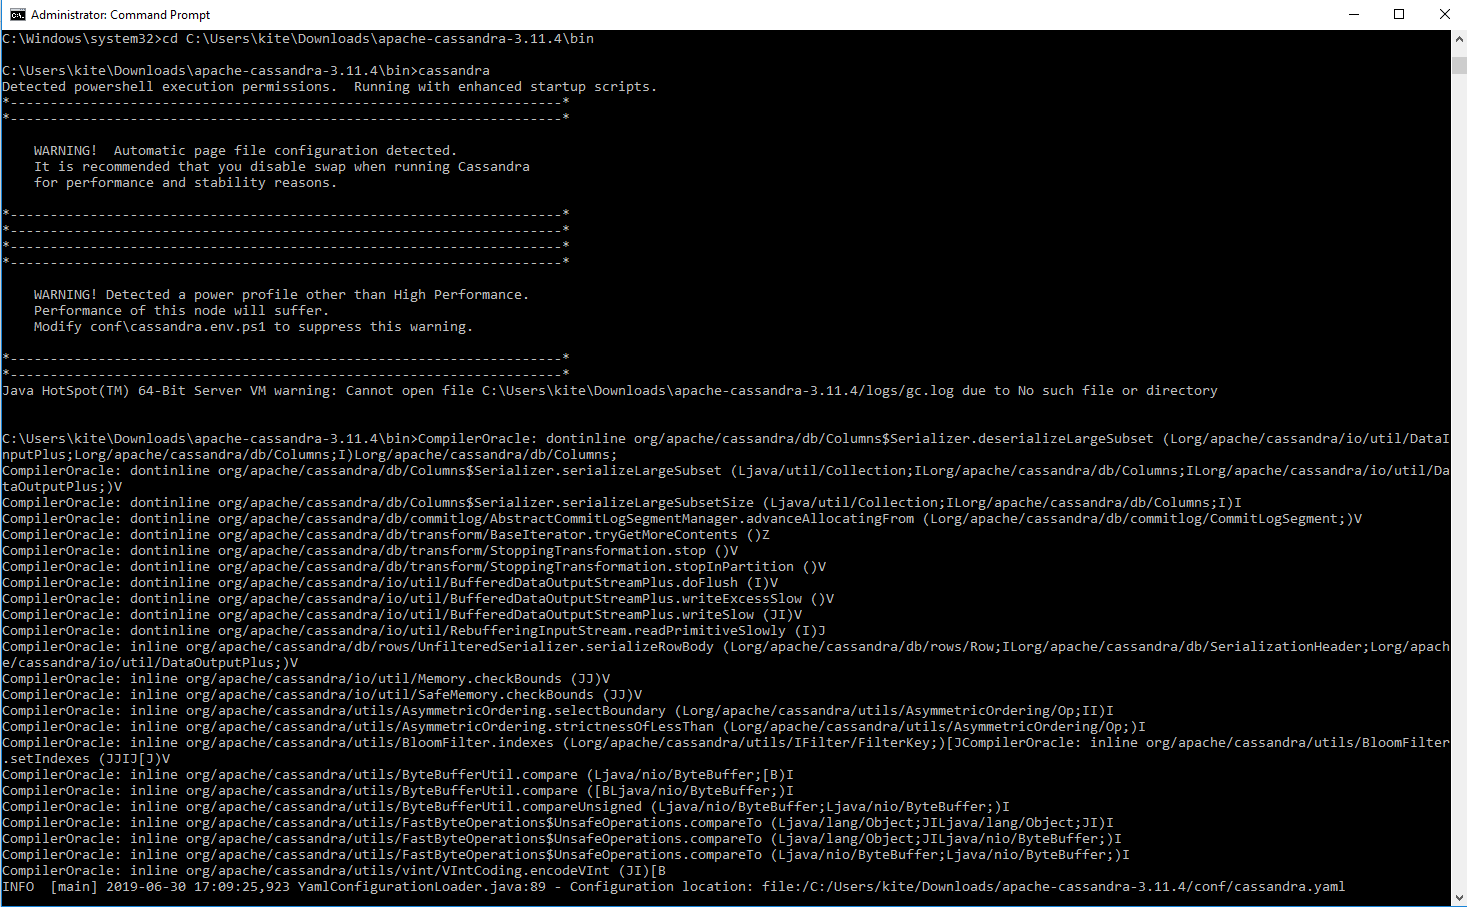 Administrator: Command Prompt
C:\Windows\system32>cd C:\Users\kite\Downloads\apache-cassandra-3.11.4\bin
C:\Users\kite\Downloads\apache-cassandra-3.11.4\bin>cassandra
Detected powershell execution permissions.  Running with enhanced startup scripts.
*---------------------------------------------------------------------*
*---------------------------------------------------------------------*
    WARNING!  Automatic page file configuration detected.
    It is recommended that you disable swap when running Cassandra
    for performance and stability reasons.
*---------------------------------------------------------------------*
*---------------------------------------------------------------------*
*---------------------------------------------------------------------*
*---------------------------------------------------------------------*
    WARNING! Detected a power profile other than High Performance.
    Performance of this node will suffer.
    Modify conf\cassandra.env.ps1 to suppress this warning.
*---------------------------------------------------------------------*
*---------------------------------------------------------------------*
Java HotSpot(TM) 64-Bit Server VM warning: Cannot open file C:\Users\kite\Downloads\apache-cassandra-3.11.4/logs/gc.log due to No such file or directory
C:\Users\kite\Downloads\apache-cassandra-3.11.4\bin>CompilerOracle: dontinline org/apache/cassandra/db/Columns$Serializer.deserializeLargeSubset (Lorg/apache/cassandra/io/util/DataI
nputPlus;Lorg/apache/cassandra/db/Columns;I)Lorg/apache/cassandra/db/Columns;
CompilerOracle: dontinline org/apache/cassandra/db/Columns$Serializer.serializeLargeSubset (Ljava/util/Collection;ILorg/apache/cassandra/db/Columns;ILorg/apache/cassandra/io/util/Da
taOutputPlus;)V
CompilerOracle: dontinline org/apache/cassandra/db/Columns$Serializer.serializeLargeSubsetSize (Ljava/util/Collection;ILorg/apache/cassandra/db/Columns;I)I
CompilerOracle: dontinline org/apache/cassandra/db/commitlog/AbstractCommitLogSegmentManager.advanceAllocatingFrom (Lorg/apache/cassandra/db/commitlog/CommitLogSegment;)V
CompilerOracle: dontinline org/apache/cassandra/db/transform/BaseIterator.tryGetMoreContents ()Z
CompilerOracle: dontinline org/apache/cassandra/db/transform/StoppingTransformation.stop ()V
CompilerOracle: dontinline org/apache/cassandra/db/transform/StoppingTransformation.stopInPartition ()V
CompilerOracle: dontinline org/apache/cassandra/io/util/BufferedDataOutputStreamPlus.doFlush (I)V
CompilerOracle: dontinline org/apache/cassandra/io/util/BufferedDataOutputStreamPlus.writeExcessSlow ()V
CompilerOracle: dontinline org/apache/cassandra/io/util/BufferedDataOutputStreamPlus.writeSlow (JI)V
CompilerOracle: dontinline org/apache/cassandra/io/util/RebufferingInputStream.readPrimitiveSlowly (I)J
CompilerOracle: inline org/apache/cassandra/db/rows/UnfilteredSerializer.serializeRowBody (Lorg/apache/cassandra/db/rows/Row;ILorg/apache/cassandra/db/SerializationHeader;Lorg/apach
e/cassandra/io/util/DataOutputPlus;)V
CompilerOracle: inline org/apache/cassandra/io/util/Memory.checkBounds (JJ)V
CompilerOracle: inline org/apache/cassandra/io/util/SafeMemory.checkBounds (JJ)V
CompilerOracle: inline org/apache/cassandra/utils/AsymmetricOrdering.selectBoundary (Lorg/apache/cassandra/utils/AsymmetricOrdering/Op;II)I
CompilerOracle: inline org/apache/cassandra/utils/AsymmetricOrdering.strictnessOfLessThan (Lorg/apache/cassandra/utils/AsymmetricOrdering/Op;)I
CompilerOracle: inline org/apache/cassandra/utils/BloomFilter.indexes (Lorg/apache/cassandra/utils/IFilter/FilterKey;)[JCompilerOracle: inline org/apache/cassandra/utils/BloomFilter
.setIndexes (JJIJ[J)V
CompilerOracle: inline org/apache/cassandra/utils/ByteBufferUtil.compare (Ljava/nio/ByteBuffer;[B)I
CompilerOracle: inline org/apache/cassandra/utils/ByteBufferUtil.compare ([BLjava/nio/ByteBuffer;)I
CompilerOracle: inline org/apache/cassandra/utils/ByteBufferUtil.compareUnsigned (Ljava/nio/ByteBuffer;Ljava/nio/ByteBuffer;)I
CompilerOracle: inline org/apache/cassandra/utils/FastByteOperations$UnsafeOperations.compareTo (Ljava/lang/Object;JILjava/lang/Object;JI)I
CompilerOracle: inline org/apache/cassandra/utils/FastByteOperations$UnsafeOperations.compareTo (Ljava/lang/Object;JILjava/nio/ByteBuffer;)I
CompilerOracle: inline org/apache/cassandra/utils/FastByteOperations$UnsafeOperations.compareTo (Ljava/nio/ByteBuffer;Ljava/nio/ByteBuffer;)I
CompilerOracle: inline org/apache/cassandra/utils/vint/VIntCoding.encodeVInt (JI)[B
INFO  [main] 2019-06-30 17:09:25,923 YamlConfigurationLoader.java:89 - Configuration location: file:/C:/Users/kite/Downloads/apache-cassandra-3.11.4/conf/cassandra.yaml